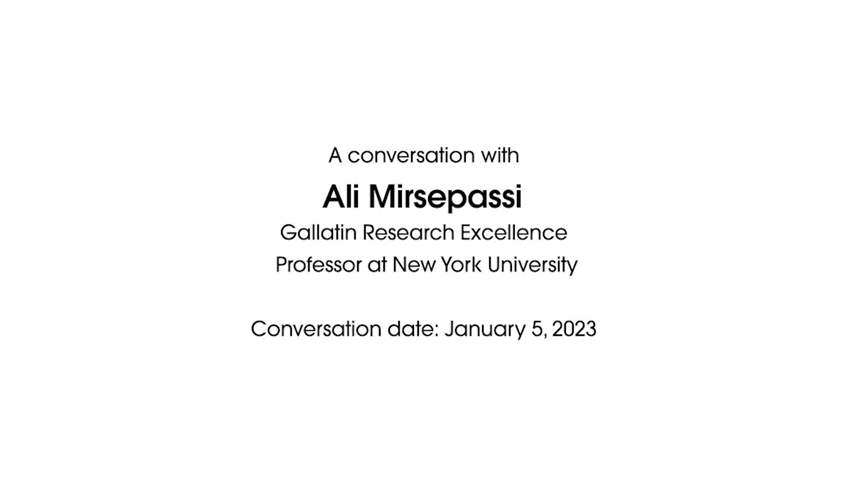 A conversation with
Ali Mirsepassi
Gallatin Research Excellence
Professor at New York University
Conversation date: January 5, 2023